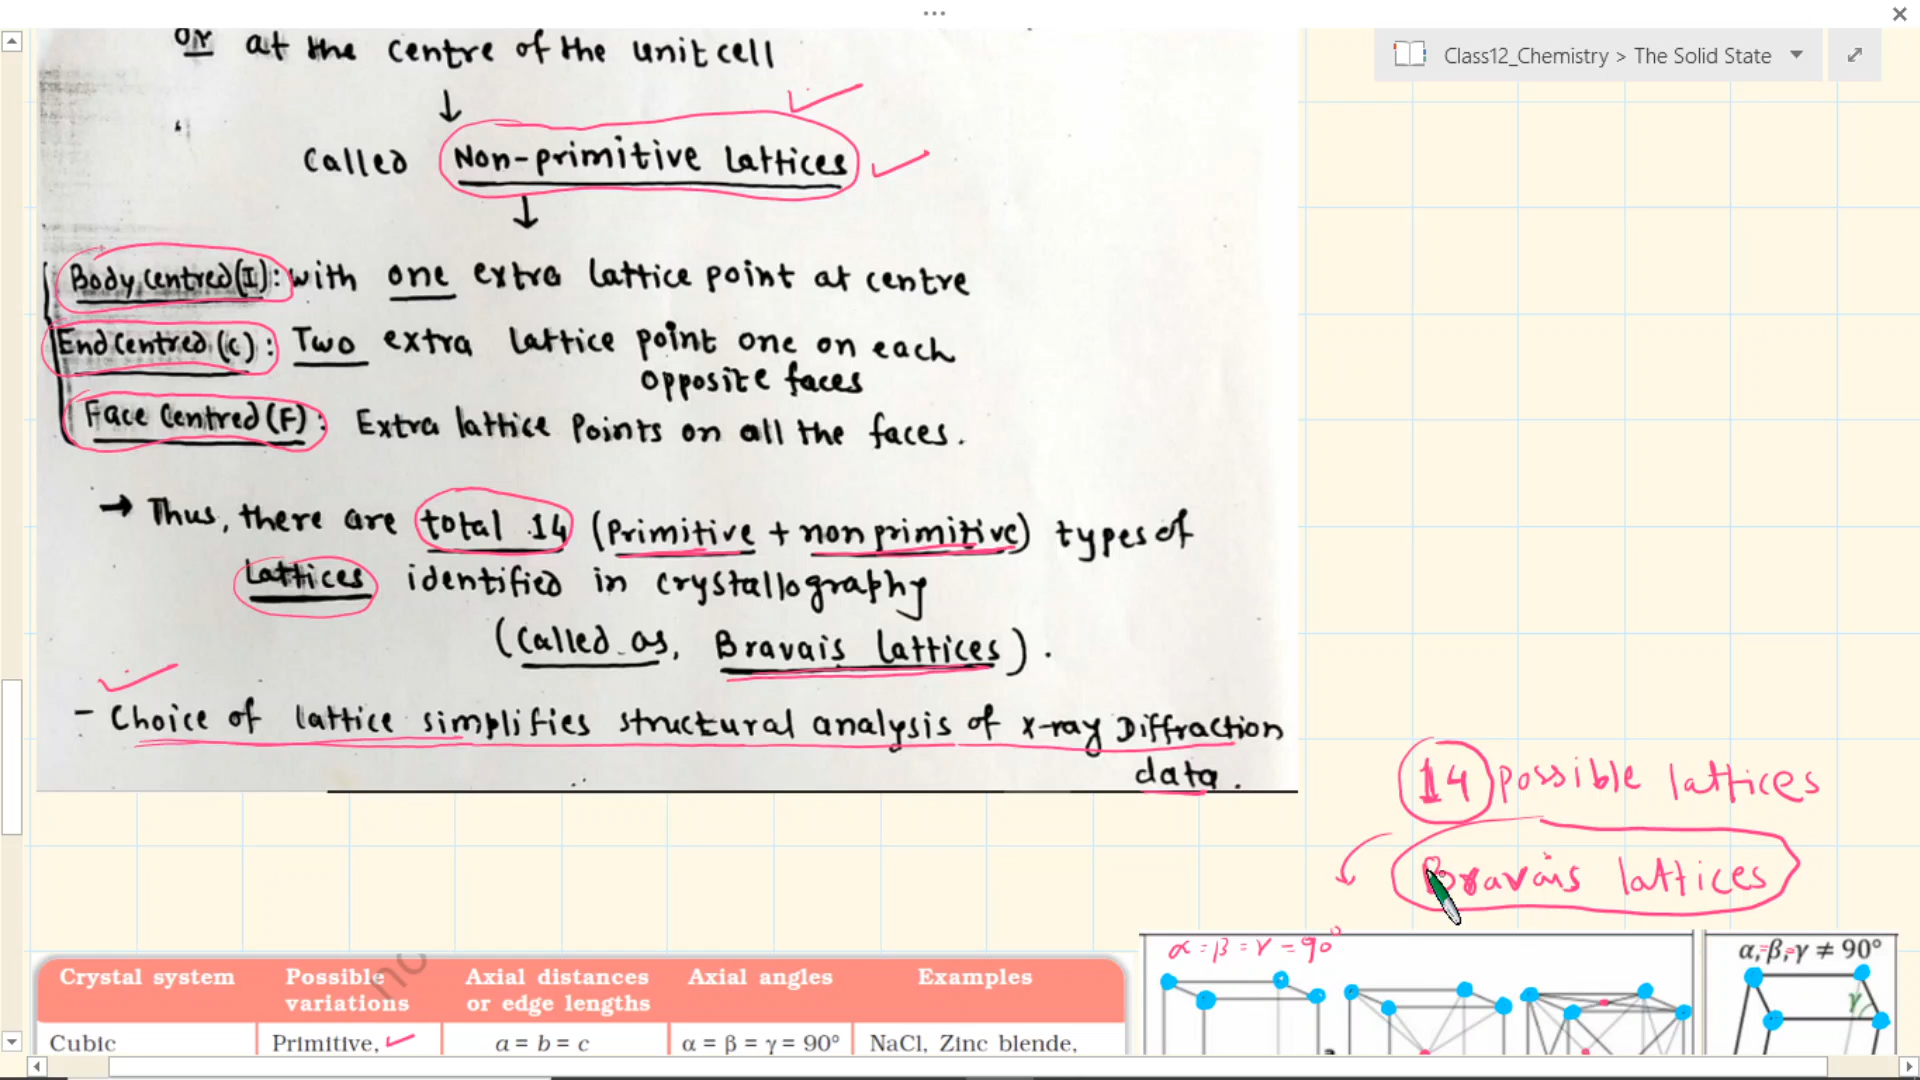 Class12_Chemistry > The Solid State
or at the centre of the unit cell
Called Non-primitive Lattices
Body centred (I): with one extra lattice point at centre
End centred (C): Two extra lattice point one on each
opposite faces
Face centred (F): Extra lattice points on all the faces.
→ Thus, there are total 14 (Primitive + non primitive) types of
Lattices identified in crystallography
(Called as, Bravais lattices).
- Choice of lattice simplifies structural analysis of x-ray Diffraction
data.
14 possible lattices
Bravais lattices
α = β = γ = 90°
α=β=γ ≠ 90°
γ
Crystal system Possible variations Axial distances or edge lengths Axial angles Examples
Cubic Primitive, a = b = c α = β = γ = 90° NaCl, Zinc blende,